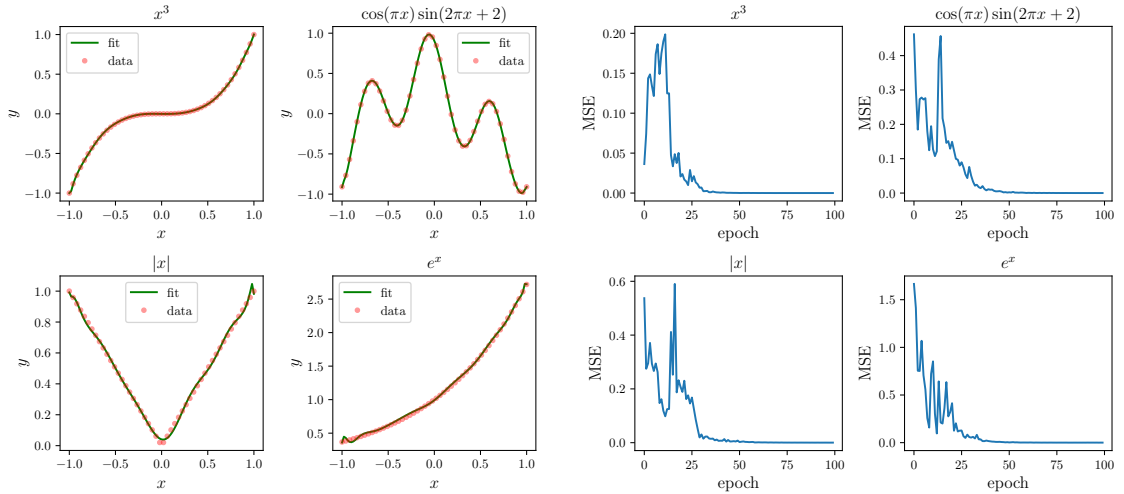 x³
1.0
0.5
0.0
−0.5
−1.0
y
fit
data
−1.0 −0.5 0.0 0.5 1.0
x
cos(πx) sin(2πx + 2)
1.0
0.5
0.0
−0.5
−1.0
y
fit
data
−1.0 −0.5 0.0 0.5 1.0
x
x³
0.20
0.15
0.10
0.05
0.00
MSE
0 25 50 75 100
epoch
cos(πx) sin(2πx + 2)
0.4
0.3
0.2
0.1
0.0
MSE
0 25 50 75 100
epoch
|x|
1.0
0.8
0.6
0.4
0.2
0.0
y
fit
data
−1.0 −0.5 0.0 0.5 1.0
x
eˣ
2.5
2.0
1.5
1.0
0.5
y
fit
data
−1.0 −0.5 0.0 0.5 1.0
x
|x|
0.6
0.4
0.2
0.0
MSE
0 25 50 75 100
epoch
eˣ
1.5
1.0
0.5
0.0
MSE
0 25 50 75 100
epoch